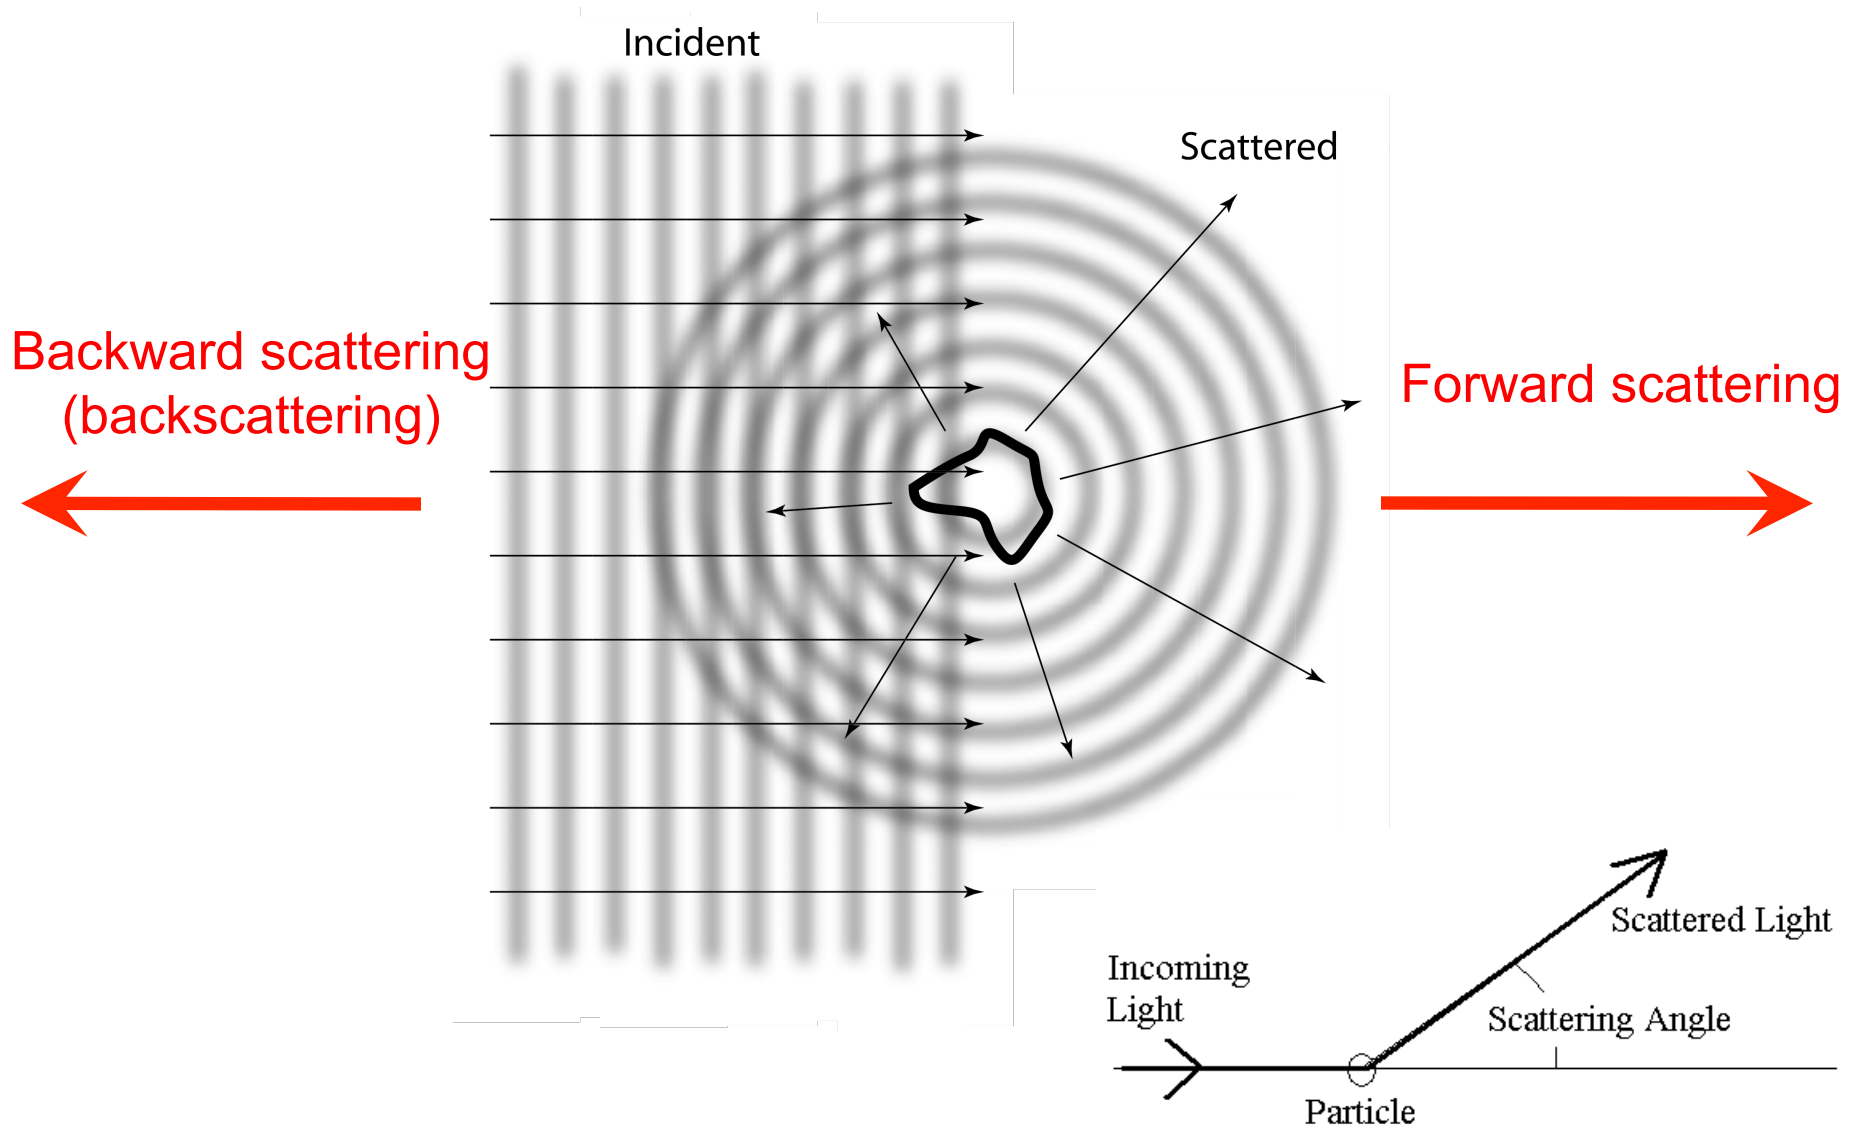 Incident
Scattered
Backward scattering
(backscattering)
Forward scattering
Scattered Light
Incoming
Light
Scattering Angle
Particle